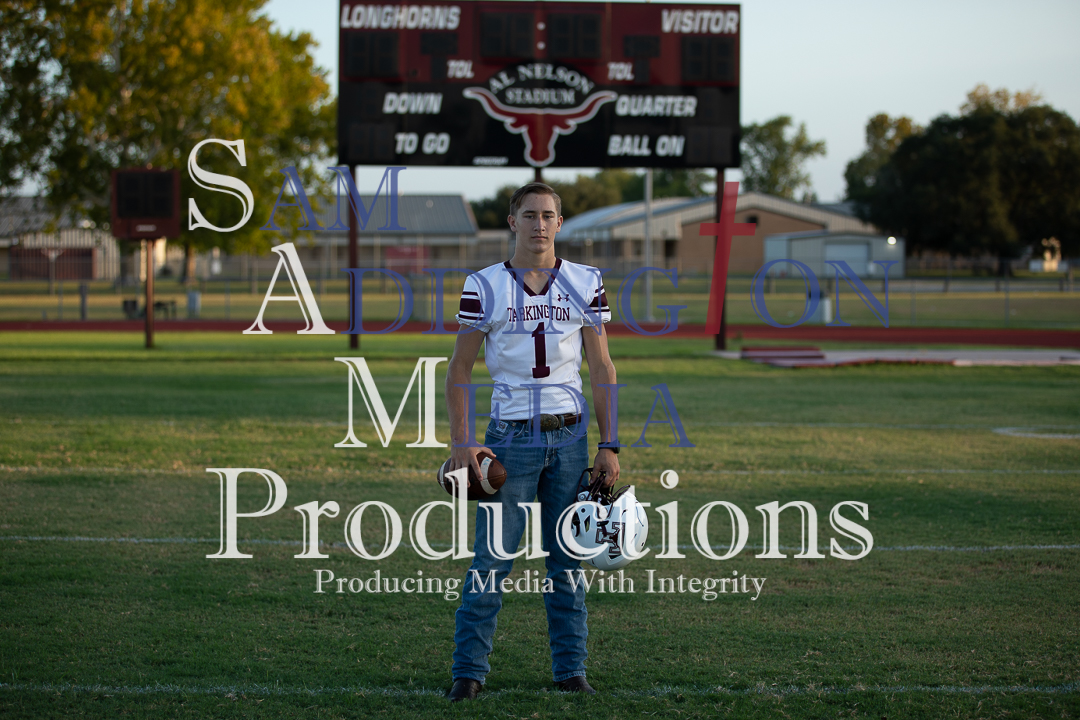 LONGHORNS VISITOR
TOL TOL
AL NELSON
STADIUM
DOWN QUARTER
TO GO BALL ON
SAM
ADDINGTON
MEDIA
Productions
Producing Media With Integrity
TARKINGTON
1